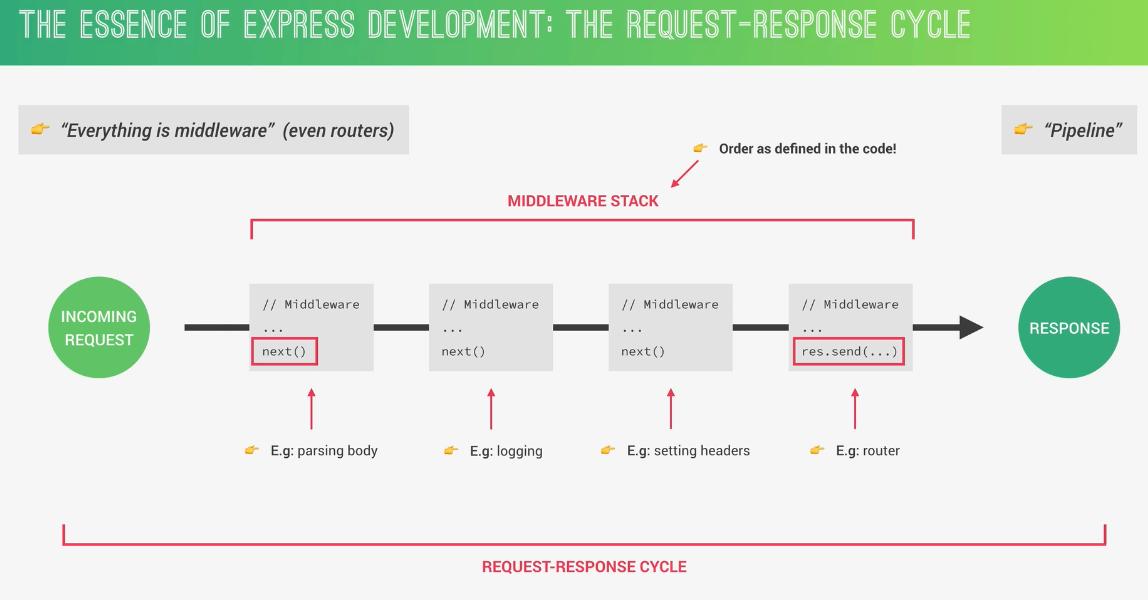 THE ESSENCE OF EXPRESS DEVELOPMENT: THE REQUEST-RESPONSE CYCLE
👉 “Everything is middleware” (even routers)
👉 “Pipeline”
👉 Order as defined in the code!
MIDDLEWARE STACK
INCOMING
REQUEST
// Middleware
...
next()
// Middleware
...
next()
// Middleware
...
next()
// Middleware
...
res.send(...)
RESPONSE
👉 E.g: parsing body
👉 E.g: logging
👉 E.g: setting headers
👉 E.g: router
REQUEST-RESPONSE CYCLE